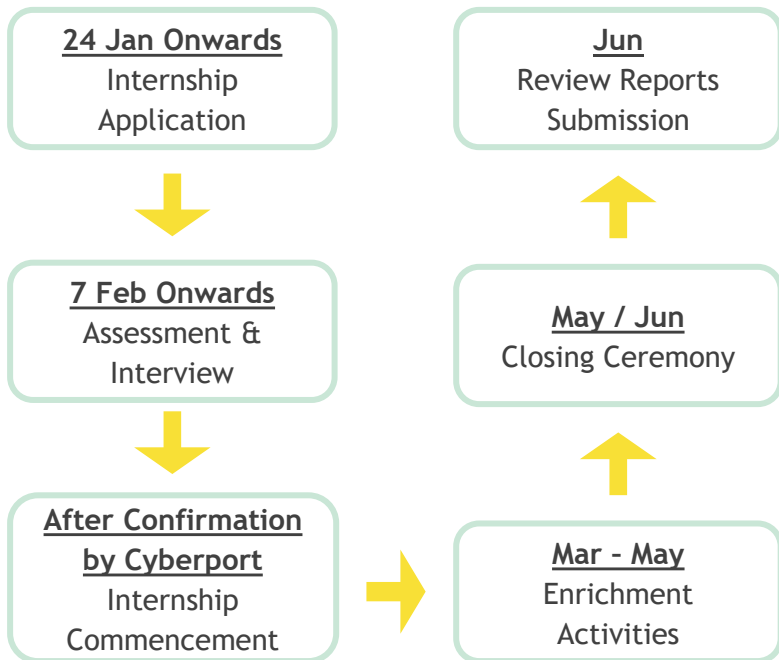 24 Jan Onwards
Internship
Application
7 Feb Onwards
Assessment &
Interview
After Confirmation
by Cyberport
Internship
Commencement
Mar – May
Enrichment
Activities
May / Jun
Closing Ceremony
Jun
Review Reports
Submission